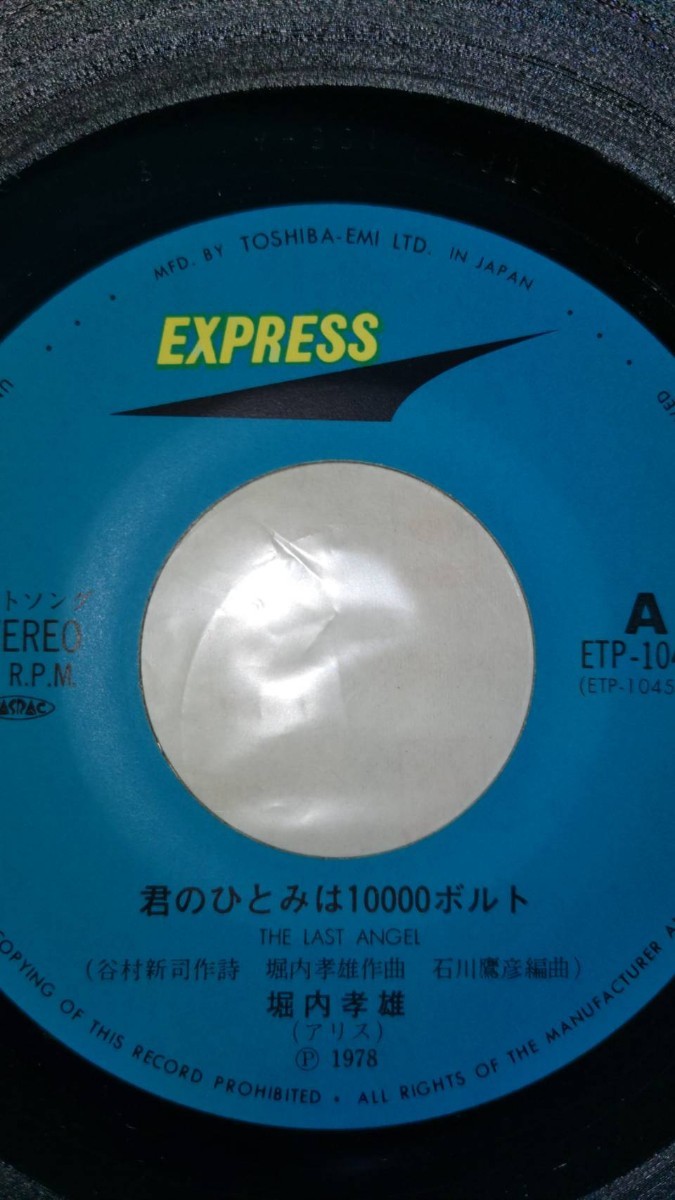 MFD. BY TOSHIBA-EMI LTD. IN JAPAN
EXPRESS
トソング
TEREO
R.P.M.
JASRAC
A
ETP-104
(ETP-1045
君のひとみは10000ボルト
THE LAST ANGEL
(谷村新司作詩 堀内孝雄作曲 石川鷹彦編曲)
堀内孝雄
(アリス)
Ⓟ 1978
COPYING OF THIS RECORD PROHIBITED • ALL RIGHTS OF THE MANUFACTURER